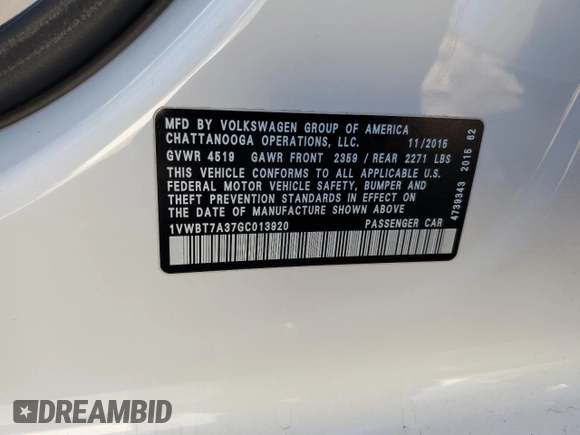 MFD BY VOLKSWAGEN GROUP OF AMERICA
CHATTANOOGA OPERATIONS, LLC. 11/2015
GVWR 4519 GAWR FRONT 2359 / REAR 2271 LBS
THIS VEHICLE CONFORMS TO ALL APPLICABLE U.S.
FEDERAL MOTOR VEHICLE SAFETY, BUMPER AND
THEFT PREVENTION STANDARDS IN EFFECT ON
THE DATE OF MANUFACTURE SHOWN ABOVE
1VWBT7A37GC013920 PASSENGER CAR
4739343 2015 62
DREAMBID